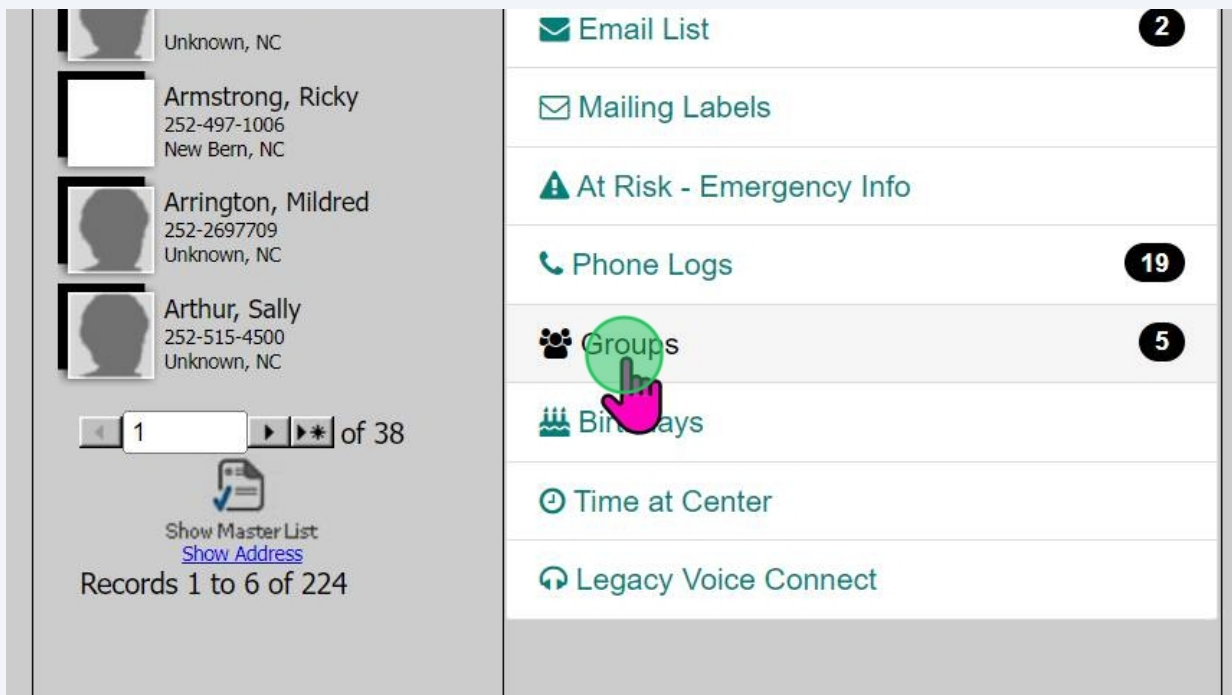 Unknown, NC
Armstrong, Ricky
252-497-1006
New Bern, NC
Arrington, Mildred
252-2697709
Unknown, NC
Arthur, Sally
252-515-4500
Unknown, NC
1 of 38
Show Master List
Show Address
Records 1 to 6 of 224
Email List 2
Mailing Labels
At Risk - Emergency Info
Phone Logs 19
Groups 5
Birthdays
Time at Center
Legacy Voice Connect